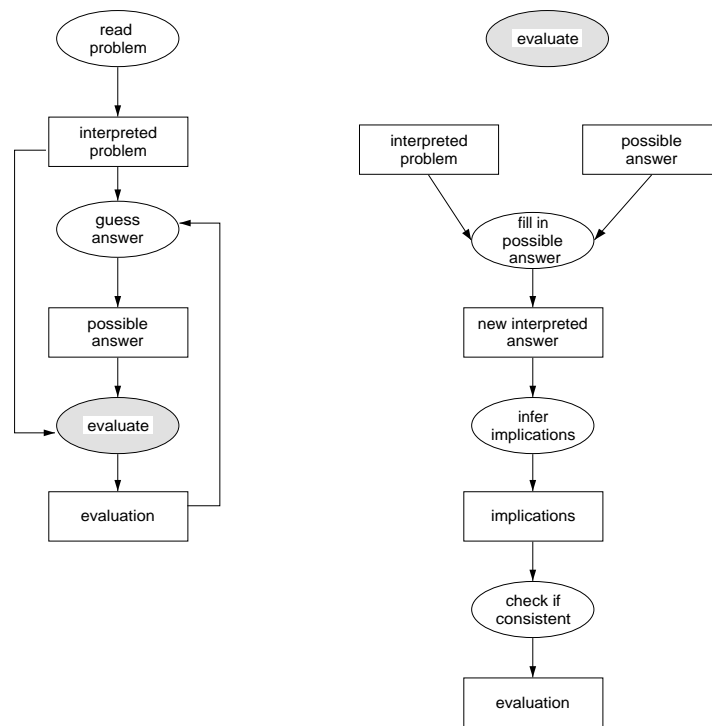 read
problem
interpreted
problem
guess
answer
possible
answer
evaluate
evaluation
evaluate
interpreted
problem
possible
answer
fill in
possible
answer
new interpreted
answer
infer
implications
implications
check if
consistent
evaluation